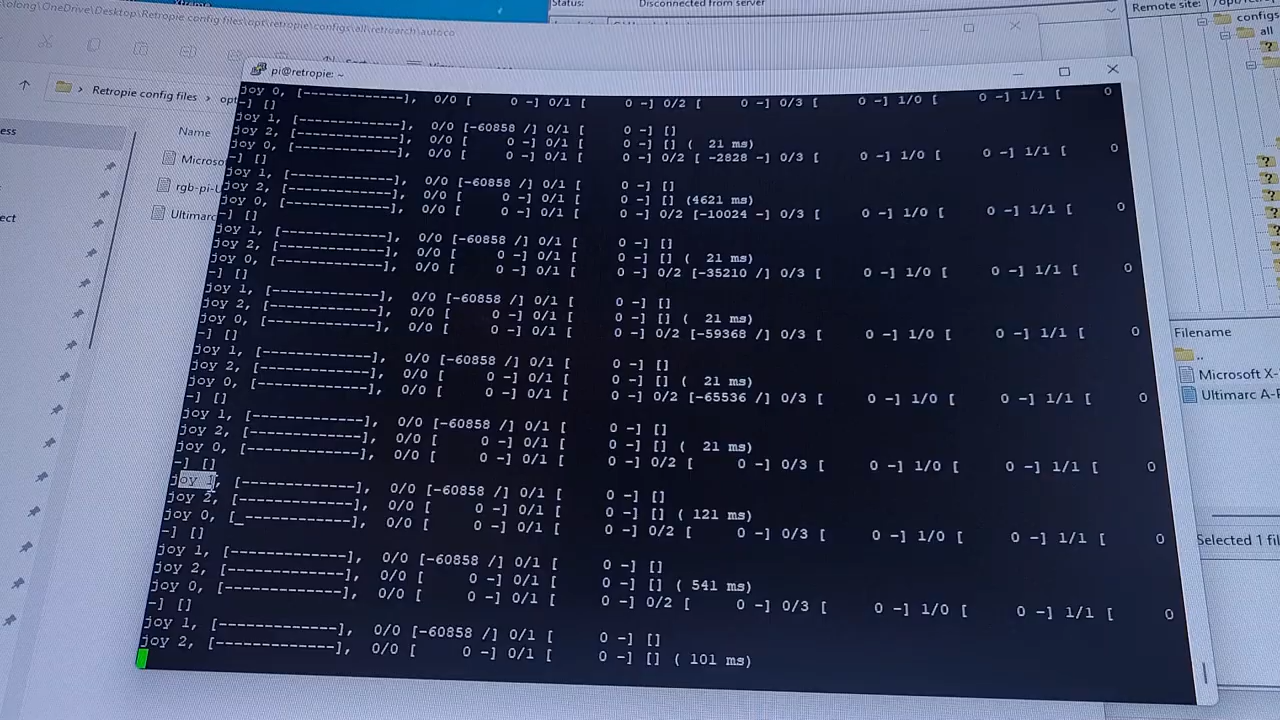 olong\OneDrive\Desktop\Retropie config files\opt\retropie\configs\all\retroarch\autoco
Status: Disconnected from server
Remote site:
configs
all
Retropie config files
Name
Microso
rgb-pi-
Ultimarc
Filename
..
Microsoft X-
Ultimarc A-
Selected 1 fil
pi@retropie: ~
joy 0, [-------------], 0/0 [ 0 -] 0/1 [ 0 -] 0/2 [ 0 -] 0/3 [ 0 -] 1/0 [ 0 -] 1/1 [ 0
-] []
joy 1, [-------------], 0/0 [-60858 /] 0/1 [ 0 -] []
joy 2, [-------------], 0/0 [ 0 -] 0/1 [ 0 -] [] ( 21 ms)
joy 0, [-------------], 0/0 [ 0 -] 0/1 [ 0 -] 0/2 [ -2828 -] 0/3 [ 0 -] 1/0 [ 0 -] 1/1 [ 0
-] []
joy 1, [-------------], 0/0 [-60858 /] 0/1 [ 0 -] []
joy 2, [-------------], 0/0 [ 0 -] 0/1 [ 0 -] [] (4621 ms)
joy 0, [-------------], 0/0 [ 0 -] 0/1 [ 0 -] 0/2 [-10024 -] 0/3 [ 0 -] 1/0 [ 0 -] 1/1 [ 0
-] []
joy 1, [-------------], 0/0 [-60858 /] 0/1 [ 0 -] []
joy 2, [-------------], 0/0 [ 0 -] 0/1 [ 0 -] [] ( 21 ms)
joy 0, [-------------], 0/0 [ 0 -] 0/1 [ 0 -] 0/2 [-35210 /] 0/3 [ 0 -] 1/0 [ 0 -] 1/1 [ 0
-] []
joy 1, [-------------], 0/0 [-60858 /] 0/1 [ 0 -] []
joy 2, [-------------], 0/0 [ 0 -] 0/1 [ 0 -] [] ( 21 ms)
joy 0, [-------------], 0/0 [ 0 -] 0/1 [ 0 -] 0/2 [-59368 /] 0/3 [ 0 -] 1/0 [ 0 -] 1/1 [ 0
-] []
joy 1, [-------------], 0/0 [-60858 /] 0/1 [ 0 -] []
joy 2, [-------------], 0/0 [ 0 -] 0/1 [ 0 -] [] ( 21 ms)
joy 0, [-------------], 0/0 [ 0 -] 0/1 [ 0 -] 0/2 [-65536 /] 0/3 [ 0 -] 1/0 [ 0 -] 1/1 [ 0
-] []
joy 1, [-------------], 0/0 [-60858 /] 0/1 [ 0 -] []
joy 2, [-------------], 0/0 [ 0 -] 0/1 [ 0 -] [] ( 21 ms)
joy 0, [-------------], 0/0 [ 0 -] 0/1 [ 0 -] 0/2 [ 0 -] 0/3 [ 0 -] 1/0 [ 0 -] 1/1 [ 0
-] []
joy 1, [-------------], 0/0 [-60858 /] 0/1 [ 0 -] []
joy 2, [-------------], 0/0 [ 0 -] 0/1 [ 0 -] [] ( 121 ms)
joy 0, [_------------], 0/0 [ 0 -] 0/1 [ 0 -] 0/2 [ 0 -] 0/3 [ 0 -] 1/0 [ 0 -] 1/1 [ 0
-] []
joy 1, [-------------], 0/0 [-60858 /] 0/1 [ 0 -] []
joy 2, [-------------], 0/0 [ 0 -] 0/1 [ 0 -] [] ( 541 ms)
joy 0, [-------------], 0/0 [ 0 -] 0/1 [ 0 -] 0/2 [ 0 -] 0/3 [ 0 -] 1/0 [ 0 -] 1/1 [ 0
-] []
joy 1, [-------------], 0/0 [-60858 /] 0/1 [ 0 -] []
joy 2, [-------------], 0/0 [ 0 -] 0/1 [ 0 -] [] ( 101 ms)